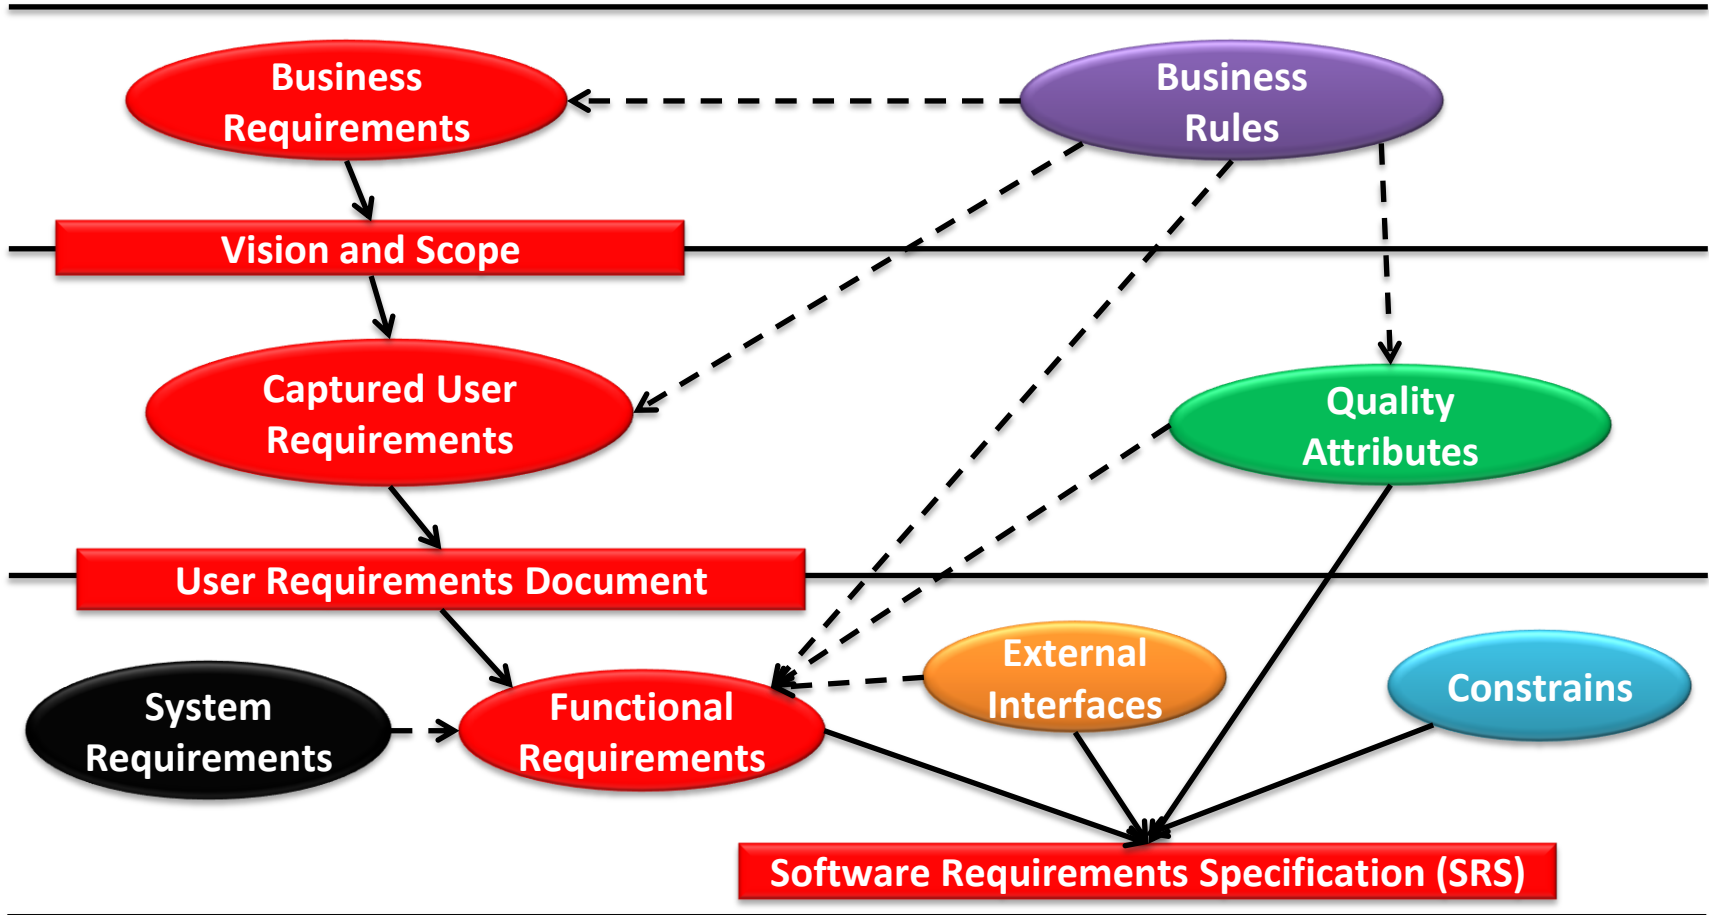 Business
Requirements
Business
Rules
Vision and Scope
Captured User
Requirements
Quality
Attributes
User Requirements Document
System
Requirements
Functional
Requirements
External
Interfaces
Constrains
Software Requirements Specification (SRS)